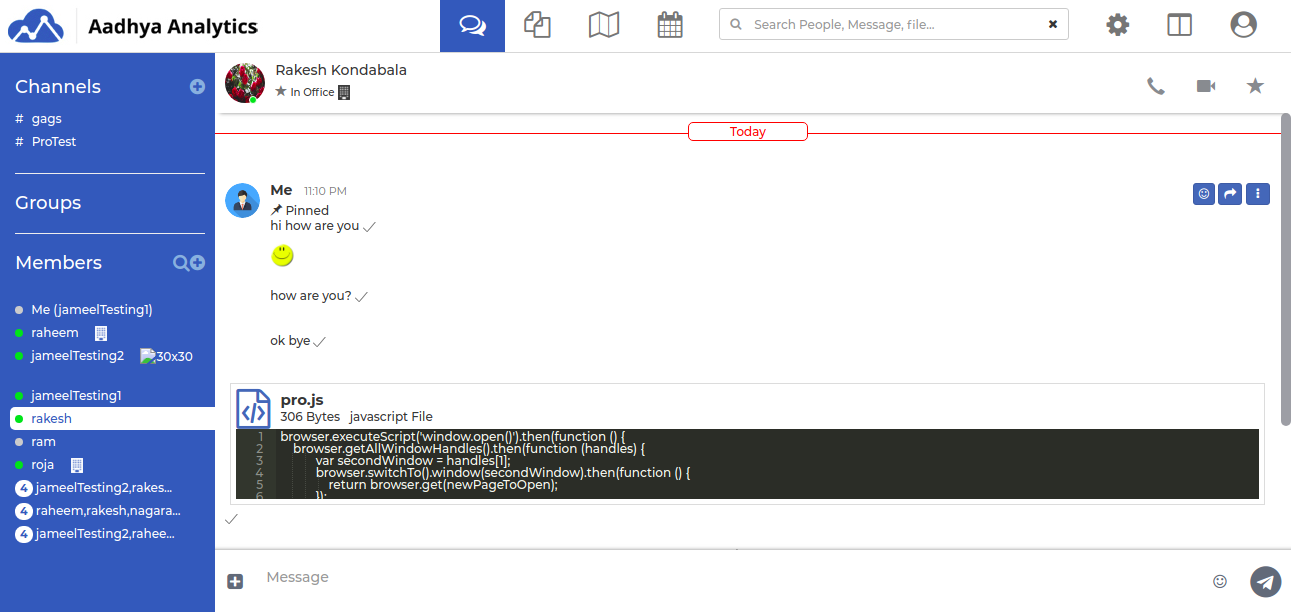 Aadhya Analytics
Search People, Message, file...
Channels
# gags
# ProTest
Groups
Members
Me (jameelTesting1)
raheem
jameelTesting2 30x30
jameelTesting1
rakesh
ram
roja
4 jameelTesting2,rakes...
4 raheem,rakesh,nagara...
4 jameelTesting2,rahee...
Rakesh Kondabala
In Office
Today
Me 11:10 PM
Pinned
hi how are you
how are you?
ok bye
pro.js
306 Bytes javascript File
1 browser.executeScript('window.open()').then(function () {
2 browser.getAllWindowHandles().then(function (handles) {
3 var secondWindow = handles[1];
4 browser.switchTo().window(secondWindow).then(function () {
5 return browser.get(newPageToOpen);
6 });
Message